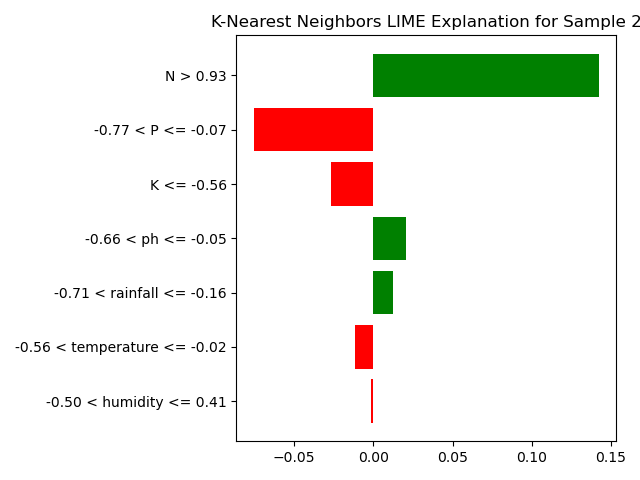 K-Nearest Neighbors LIME Explanation for Sample 2
N > 0.93
-0.77 < P <= -0.07
K <= -0.56
-0.66 < ph <= -0.05
-0.71 < rainfall <= -0.16
-0.56 < temperature <= -0.02
-0.50 < humidity <= 0.41
−0.05 0.00 0.05 0.10 0.15